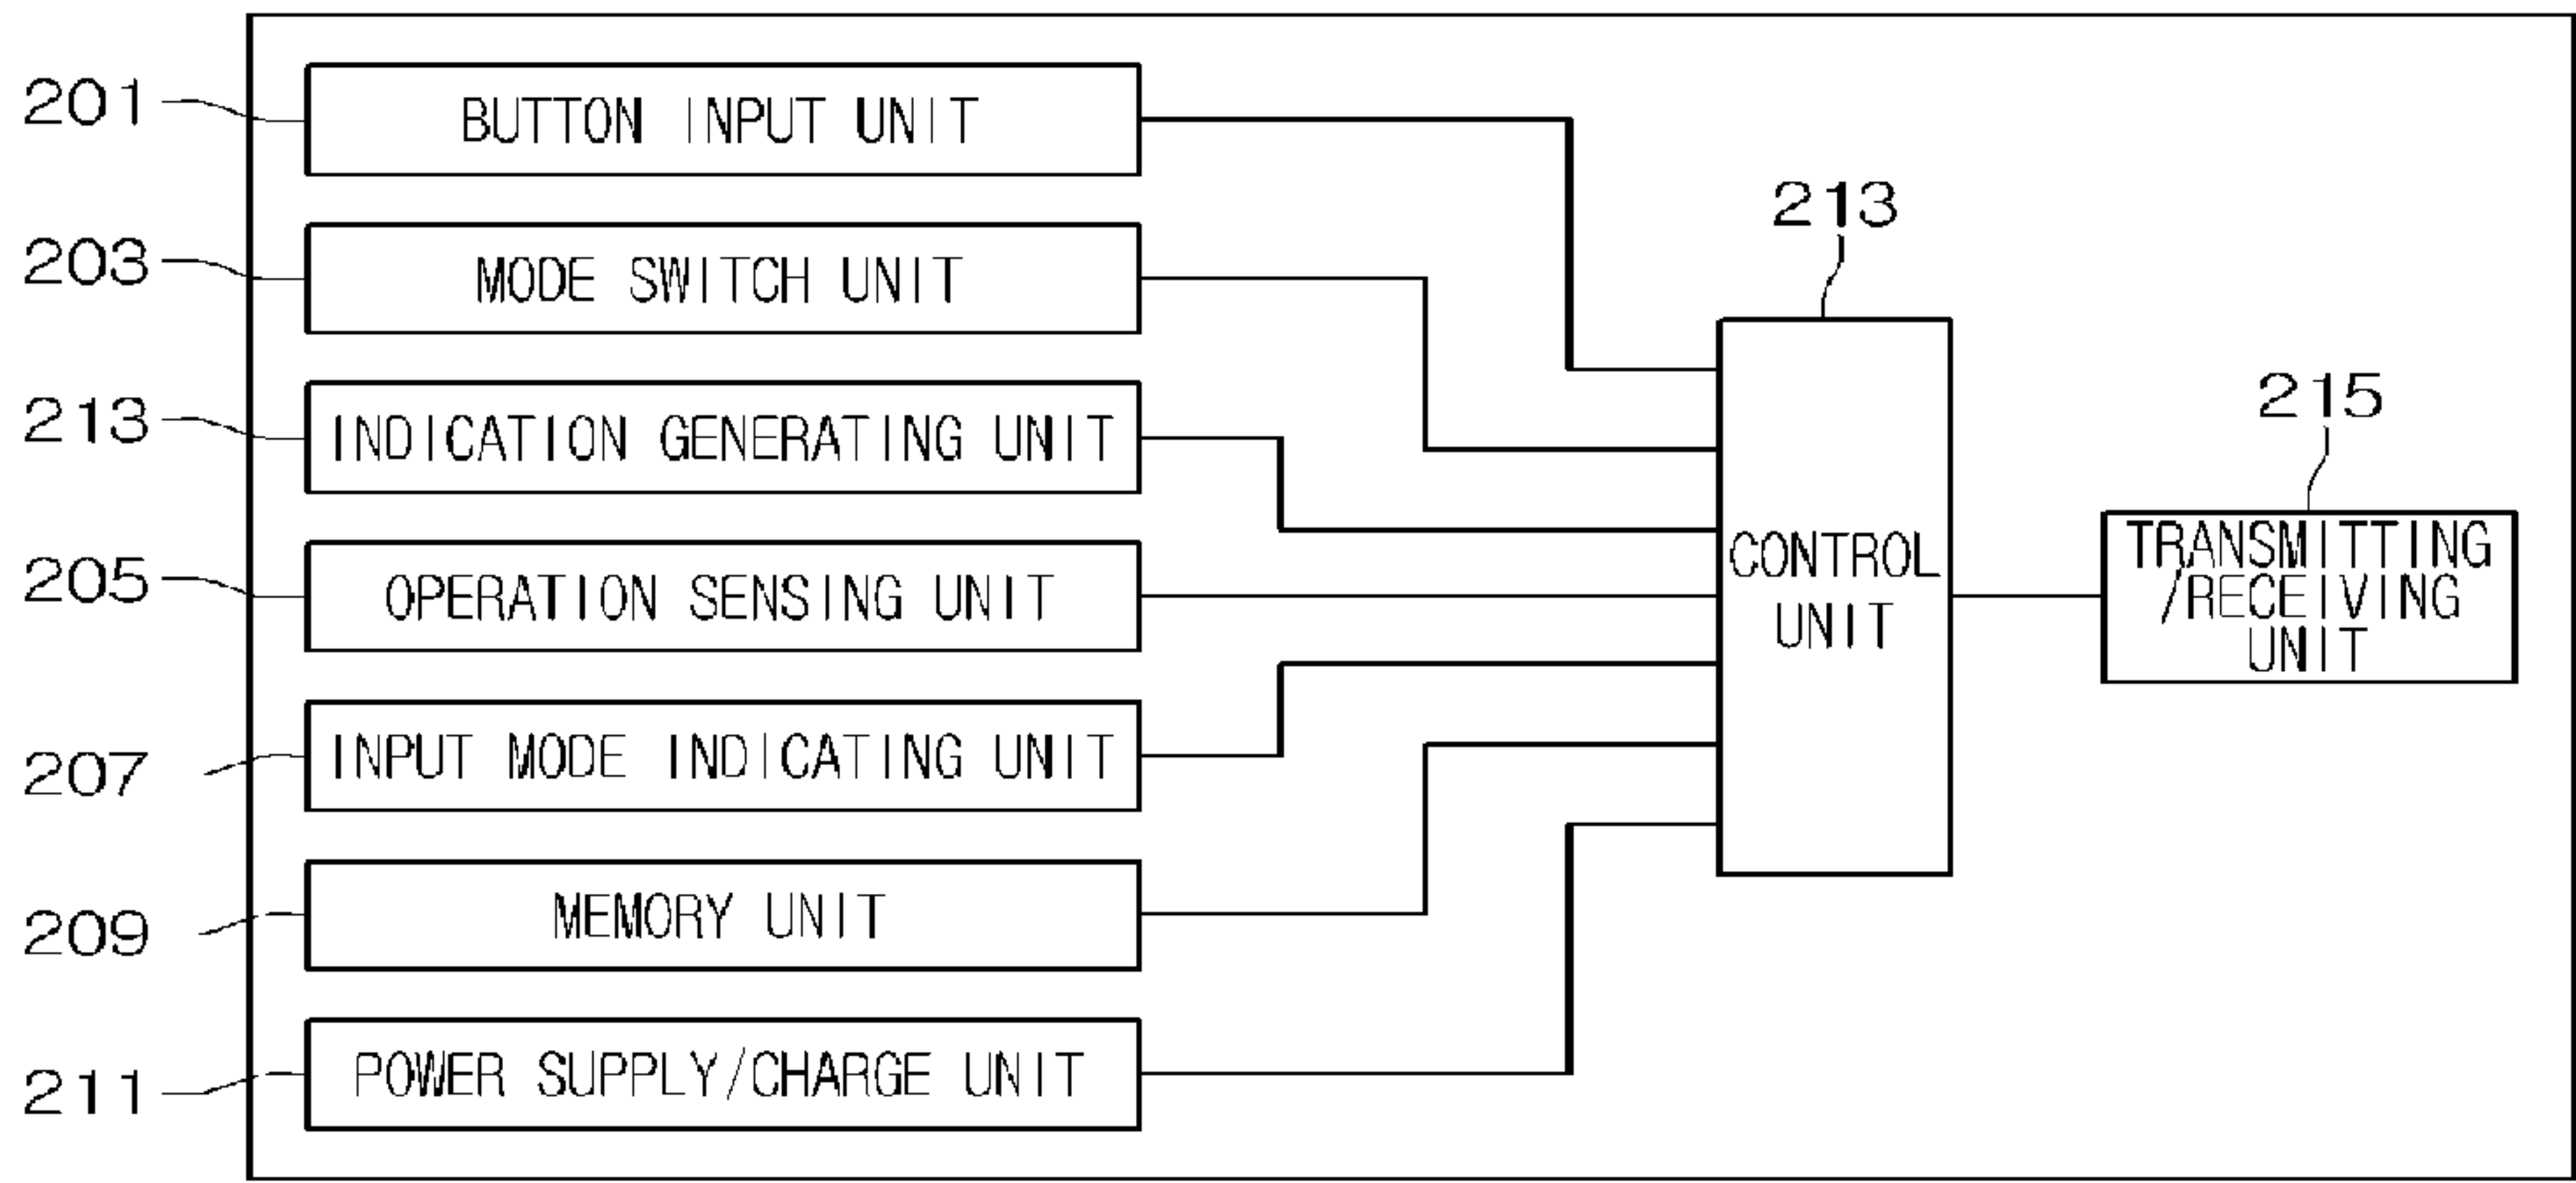 201
BUTTON INPUT UNIT
203
MODE SWITCH UNIT
213
INDICATION GENERATING UNIT
205
OPERATION SENSING UNIT
207
INPUT MODE INDICATING UNIT
209
MEMORY UNIT
211
POWER SUPPLY/CHARGE UNIT
213
CONTROL
UNIT
215
TRANSMITTING
/RECEIVING
UNIT